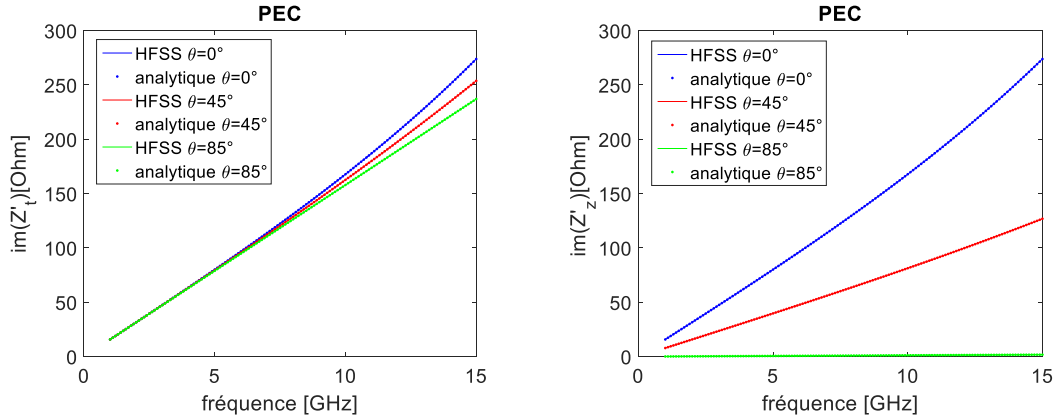 PEC
300
250
200
150
100
50
0
im(Z'_t)[Ohm]
HFSS θ=0°
analytique θ=0°
HFSS θ=45°
analytique θ=45°
HFSS θ=85°
analytique θ=85°
0 5 10 15
fréquence [GHz]
PEC
300
250
200
150
100
50
0
im(Z'_z)[Ohm]
HFSS θ=0°
analytique θ=0°
HFSS θ=45°
analytique θ=45°
HFSS θ=85°
analytique θ=85°
0 5 10 15
fréquence [GHz]